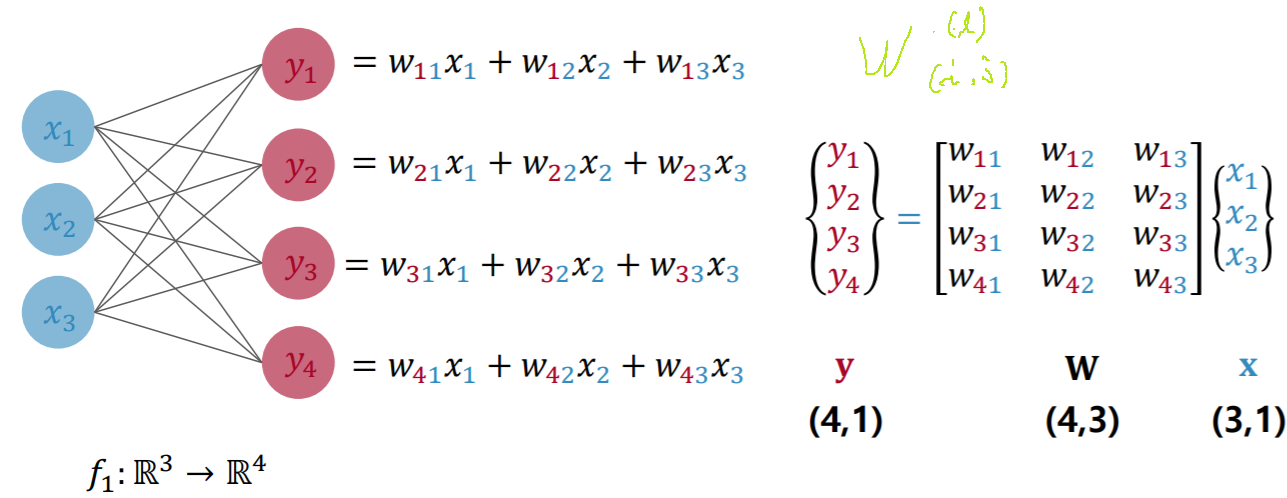 x₁
x₂
x₃
y₁ = w₁₁x₁ + w₁₂x₂ + w₁₃x₃
y₂ = w₂₁x₁ + w₂₂x₂ + w₂₃x₃
y₃ = w₃₁x₁ + w₃₂x₂ + w₃₃x₃
y₄ = w₄₁x₁ + w₄₂x₂ + w₄₃x₃
f₁: ℝ³ → ℝ⁴
W
y₁
y₂
y₃
y₄
=
w₁₁ w₁₂ w₁₃
w₂₁ w₂₂ w₂₃
w₃₁ w₃₂ w₃₃
w₄₁ w₄₂ w₄₃
x₁
x₂
x₃
y W x
(4,1) (4,3) (3,1)